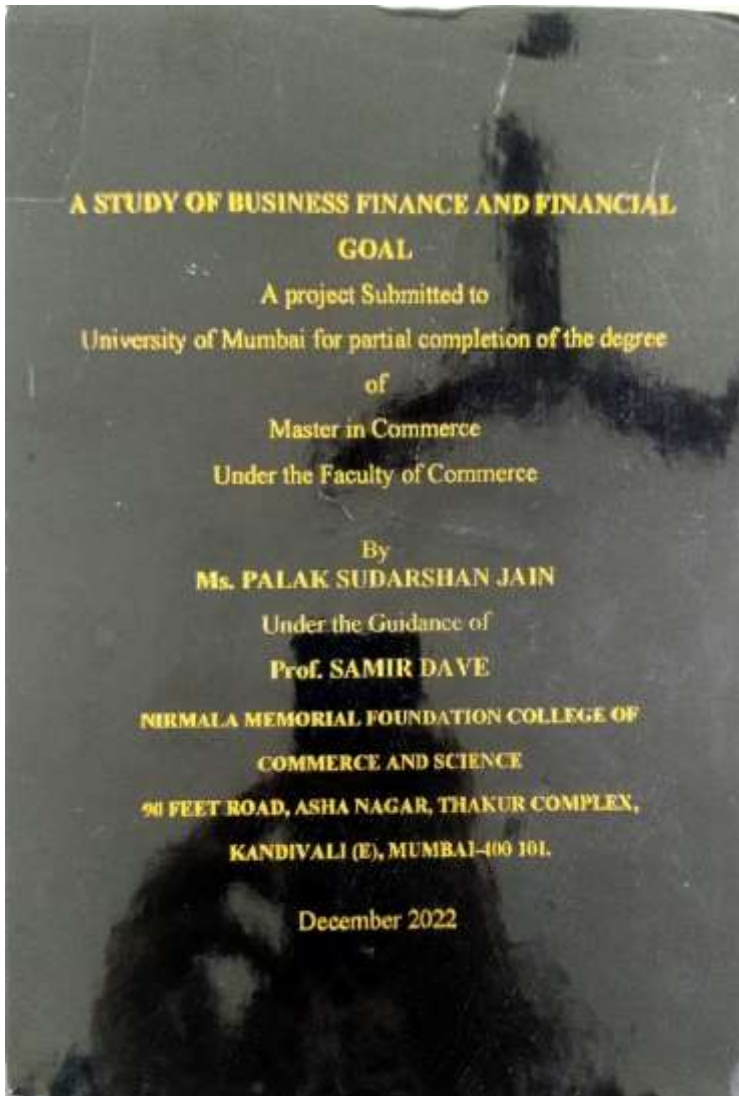 A STUDY OF BUSINESS FINANCE AND FINANCIAL
GOAL
A project Submitted to
University of Mumbai for partial completion of the degree
of
Master in Commerce
Under the Faculty of Commerce
By
Ms. PALAK SUDARSHAN JAIN
Under the Guidance of
Prof. SAMIR DAVE
NIRMALA MEMORIAL FOUNDATION COLLEGE OF
COMMERCE AND SCIENCE
90 FEET ROAD, ASHA NAGAR, THAKUR COMPLEX,
KANDIVALI (E), MUMBAI-400 101.
December 2022